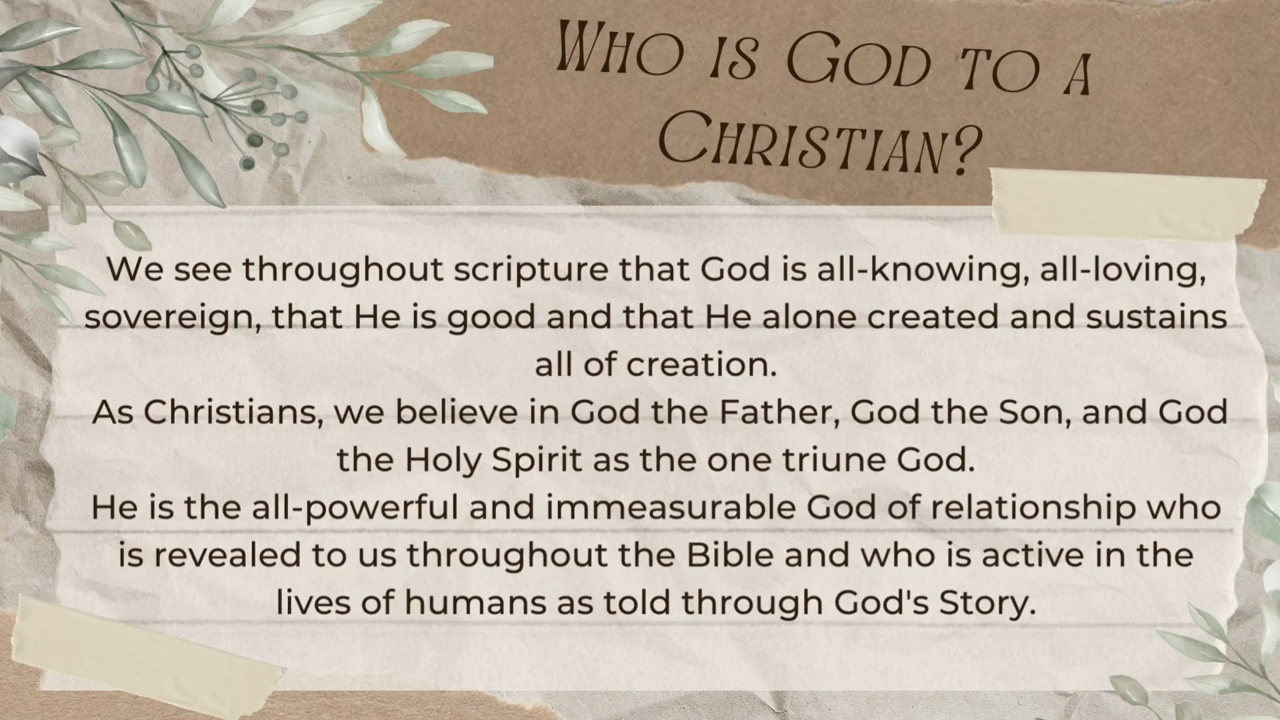 Who is God to a
Christian?
We see throughout scripture that God is all-knowing, all-loving,
sovereign, that He is good and that He alone created and sustains
all of creation.
As Christians, we believe in God the Father, God the Son, and God
the Holy Spirit as the one triune God.
He is the all-powerful and immeasurable God of relationship who
is revealed to us throughout the Bible and who is active in the
lives of humans as told through God's Story.